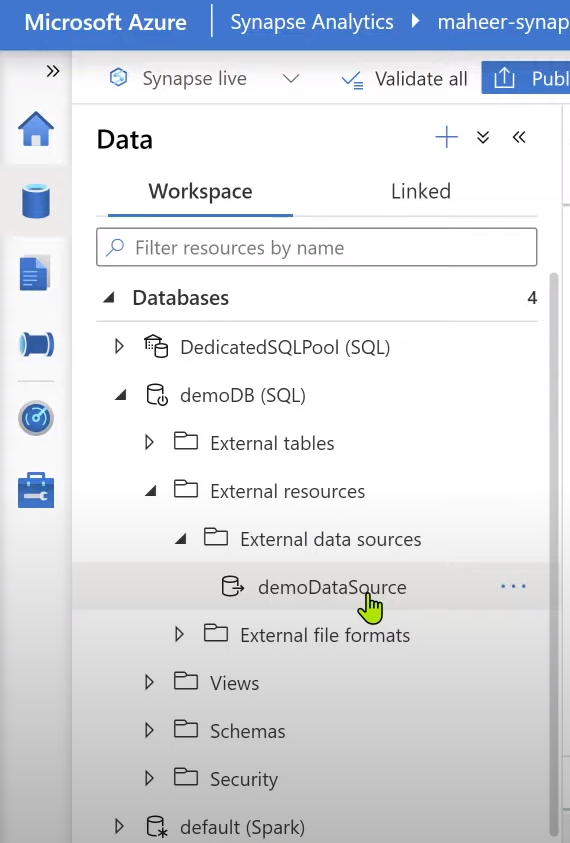 Microsoft Azure Synapse Analytics maheer-synap
Synapse live Validate all Publ
Data
Workspace Linked
Filter resources by name
Databases 4
DedicatedSQLPool (SQL)
demoDB (SQL)
External tables
External resources
External data sources
demoDataSource
External file formats
Views
Schemas
Security
default (Spark)